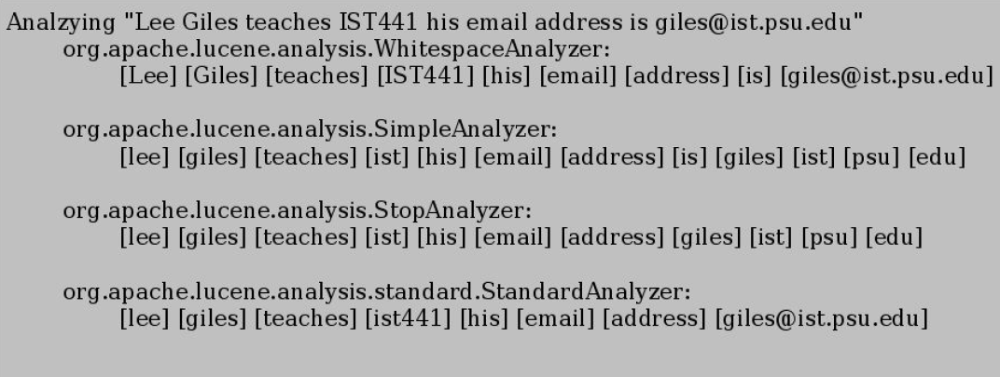 Analzying "Lee Giles teaches IST441 his email address is giles@ist.psu.edu"
org.apache.lucene.analysis.WhitespaceAnalyzer:
[Lee] [Giles] [teaches] [IST441] [his] [email] [address] [is] [giles@ist.psu.edu]
org.apache.lucene.analysis.SimpleAnalyzer:
[lee] [giles] [teaches] [ist] [his] [email] [address] [is] [giles] [ist] [psu] [edu]
org.apache.lucene.analysis.StopAnalyzer:
[lee] [giles] [teaches] [ist] [his] [email] [address] [giles] [ist] [psu] [edu]
org.apache.lucene.analysis.standard.StandardAnalyzer:
[lee] [giles] [teaches] [ist441] [his] [email] [address] [giles@ist.psu.edu]